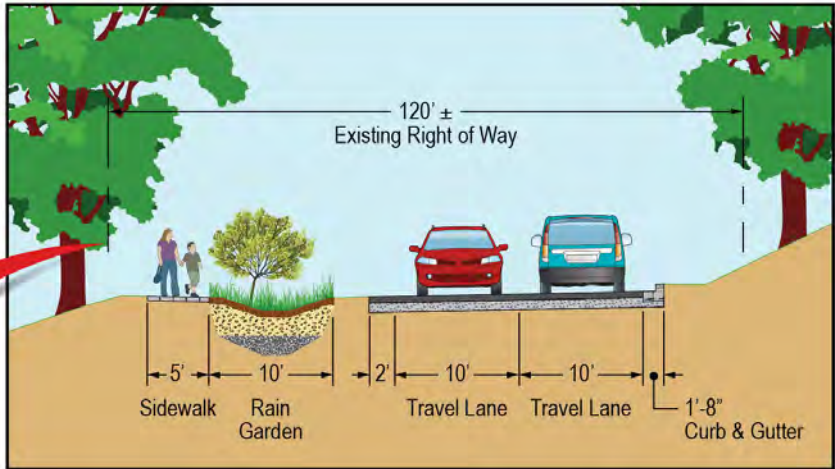 120' ±
Existing Right of Way
5'
10'
2'
10'
10'
Sidewalk
Rain
Garden
Travel Lane
Travel Lane
1'-8"
Curb & Gutter